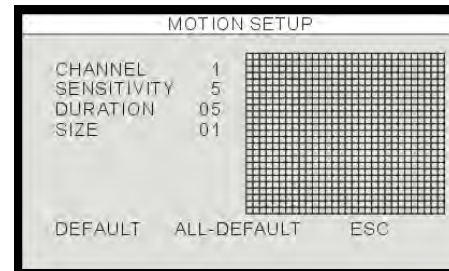 MOTION SETUP
CHANNEL 1
SENSITIVITY 5
DURATION 05
SIZE 01
DEFAULT ALL-DEFAULT ESC